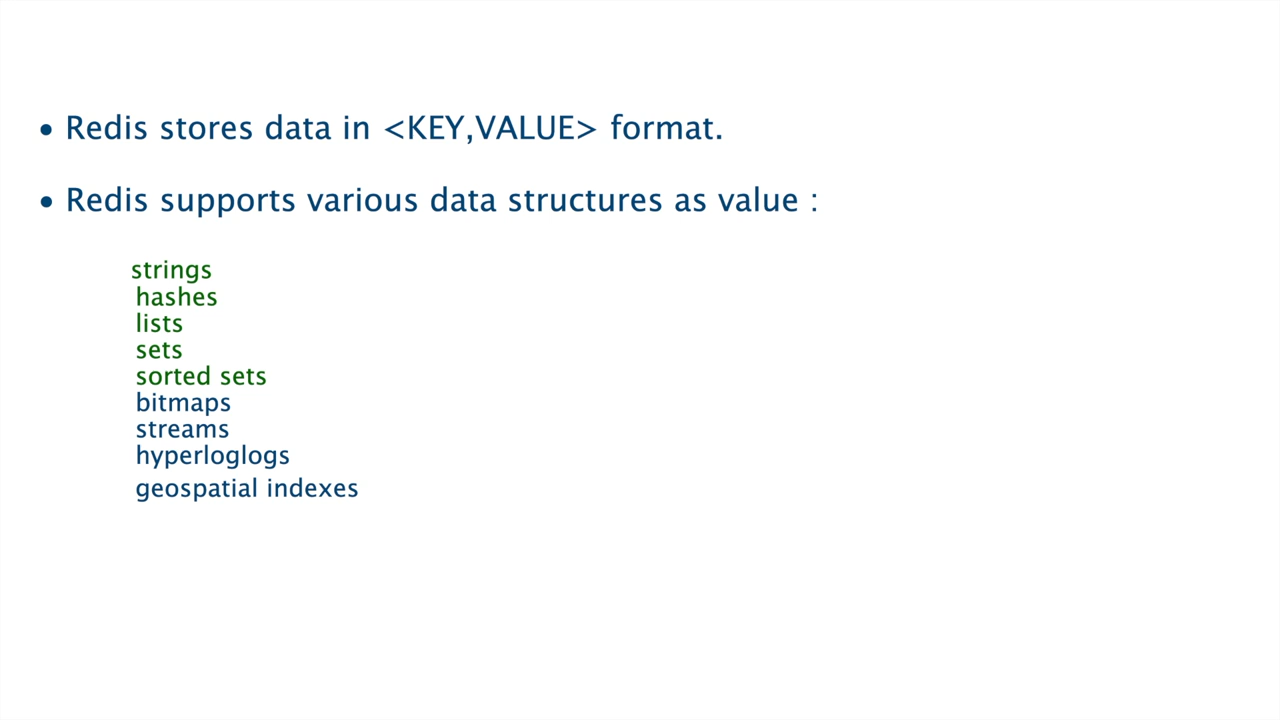 • Redis stores data in <KEY,VALUE> format.
• Redis supports various data structures as value :
strings
hashes
lists
sets
sorted sets
bitmaps
streams
hyperloglogs
geospatial indexes